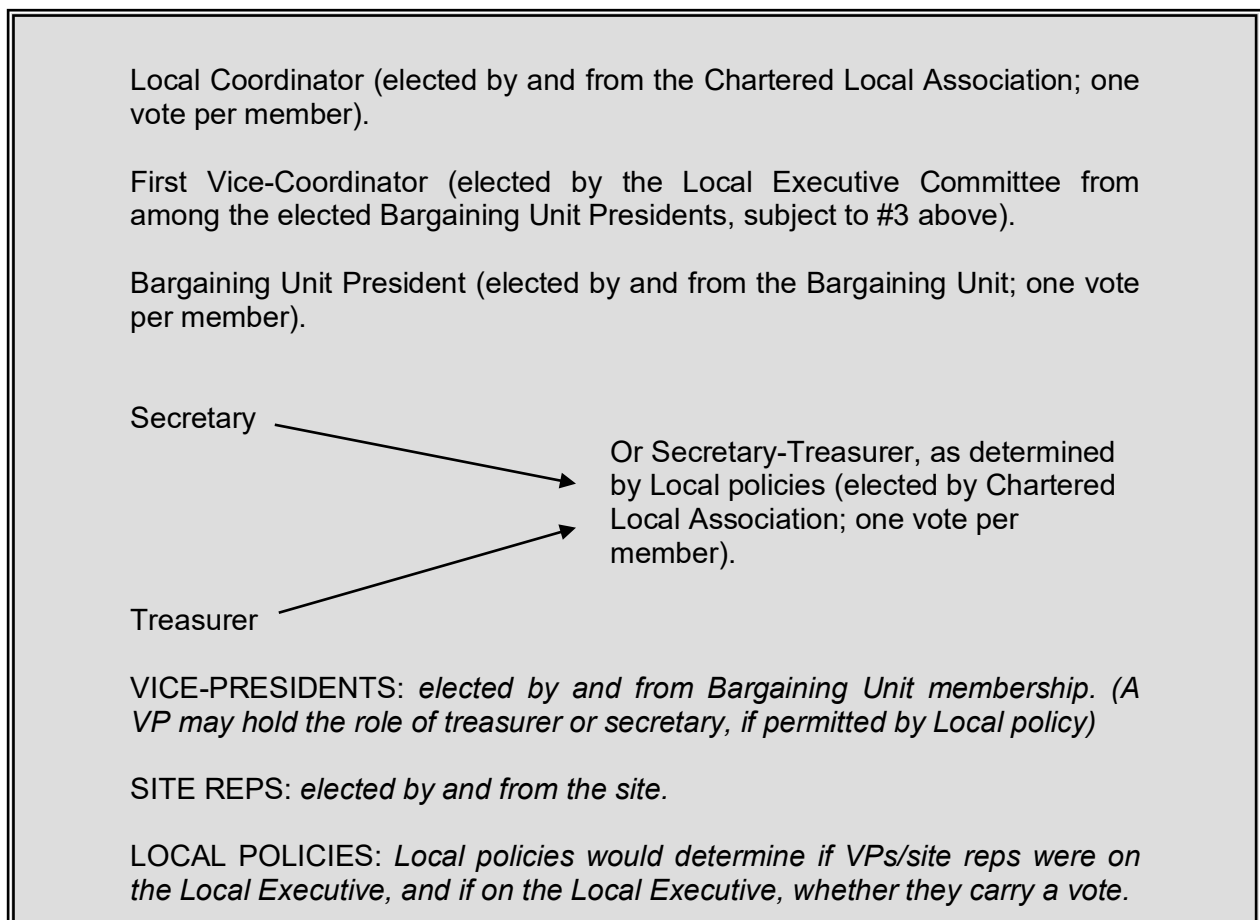 Local Coordinator (elected by and from the Chartered Local Association; one
vote per member).
First Vice-Coordinator (elected by the Local Executive Committee from
among the elected Bargaining Unit Presidents, subject to #3 above).
Bargaining Unit President (elected by and from the Bargaining Unit; one vote
per member).
Secretary
Or Secretary-Treasurer, as determined
by Local policies (elected by Chartered
Local Association; one vote per
member).
Treasurer
VICE-PRESIDENTS: elected by and from Bargaining Unit membership. (A
VP may hold the role of treasurer or secretary, if permitted by Local policy)
SITE REPS: elected by and from the site.
LOCAL POLICIES: Local policies would determine if VPs/site reps were on
the Local Executive, and if on the Local Executive, whether they carry a vote.